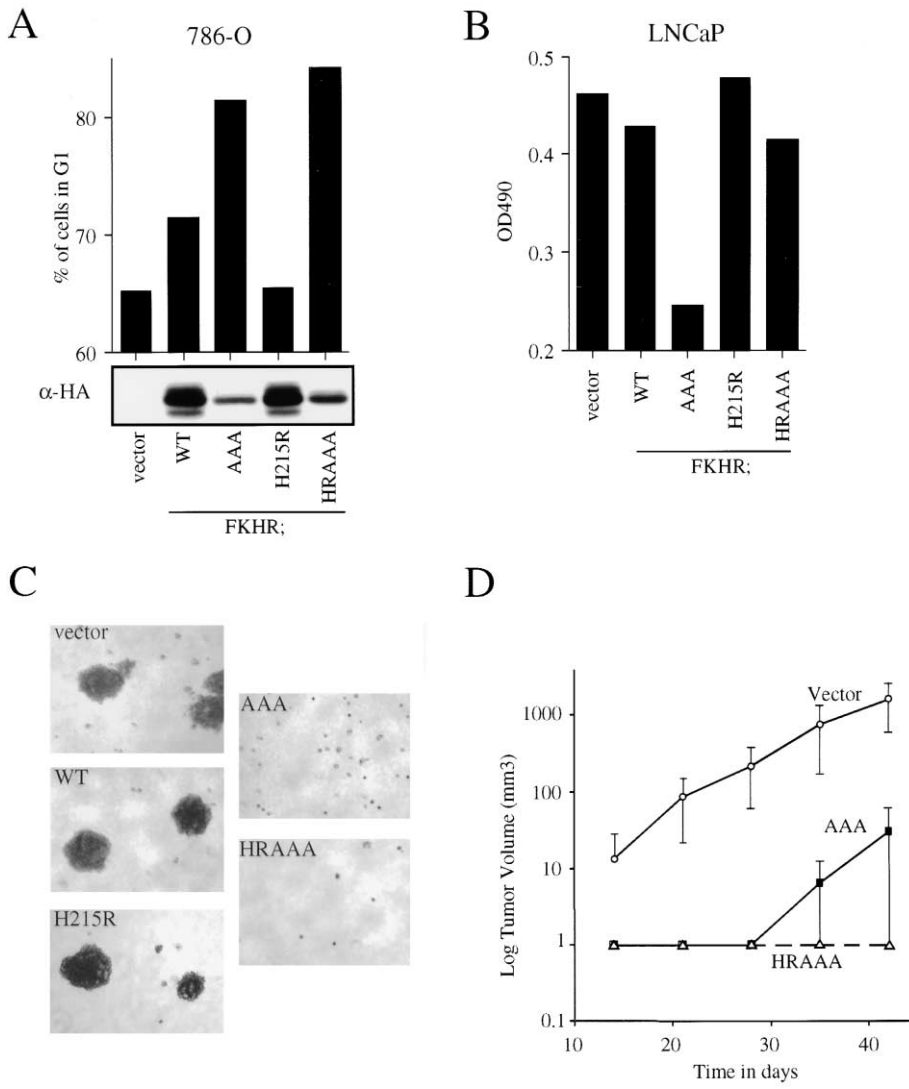 A
786-O
% of cells in G1
80
70
60
α-HA
vector
WT
AAA
H215R
HRAAA
FKHR;
B
LNCaP
OD490
0.5
0.4
0.3
0.2
vector
WT
AAA
H215R
HRAAA
FKHR;
C
vector
WT
H215R
AAA
HRAAA
D
Log Tumor Volume (mm3)
1000
100
10
1
0.1
Vector
AAA
HRAAA
10
20
30
40
Time in days